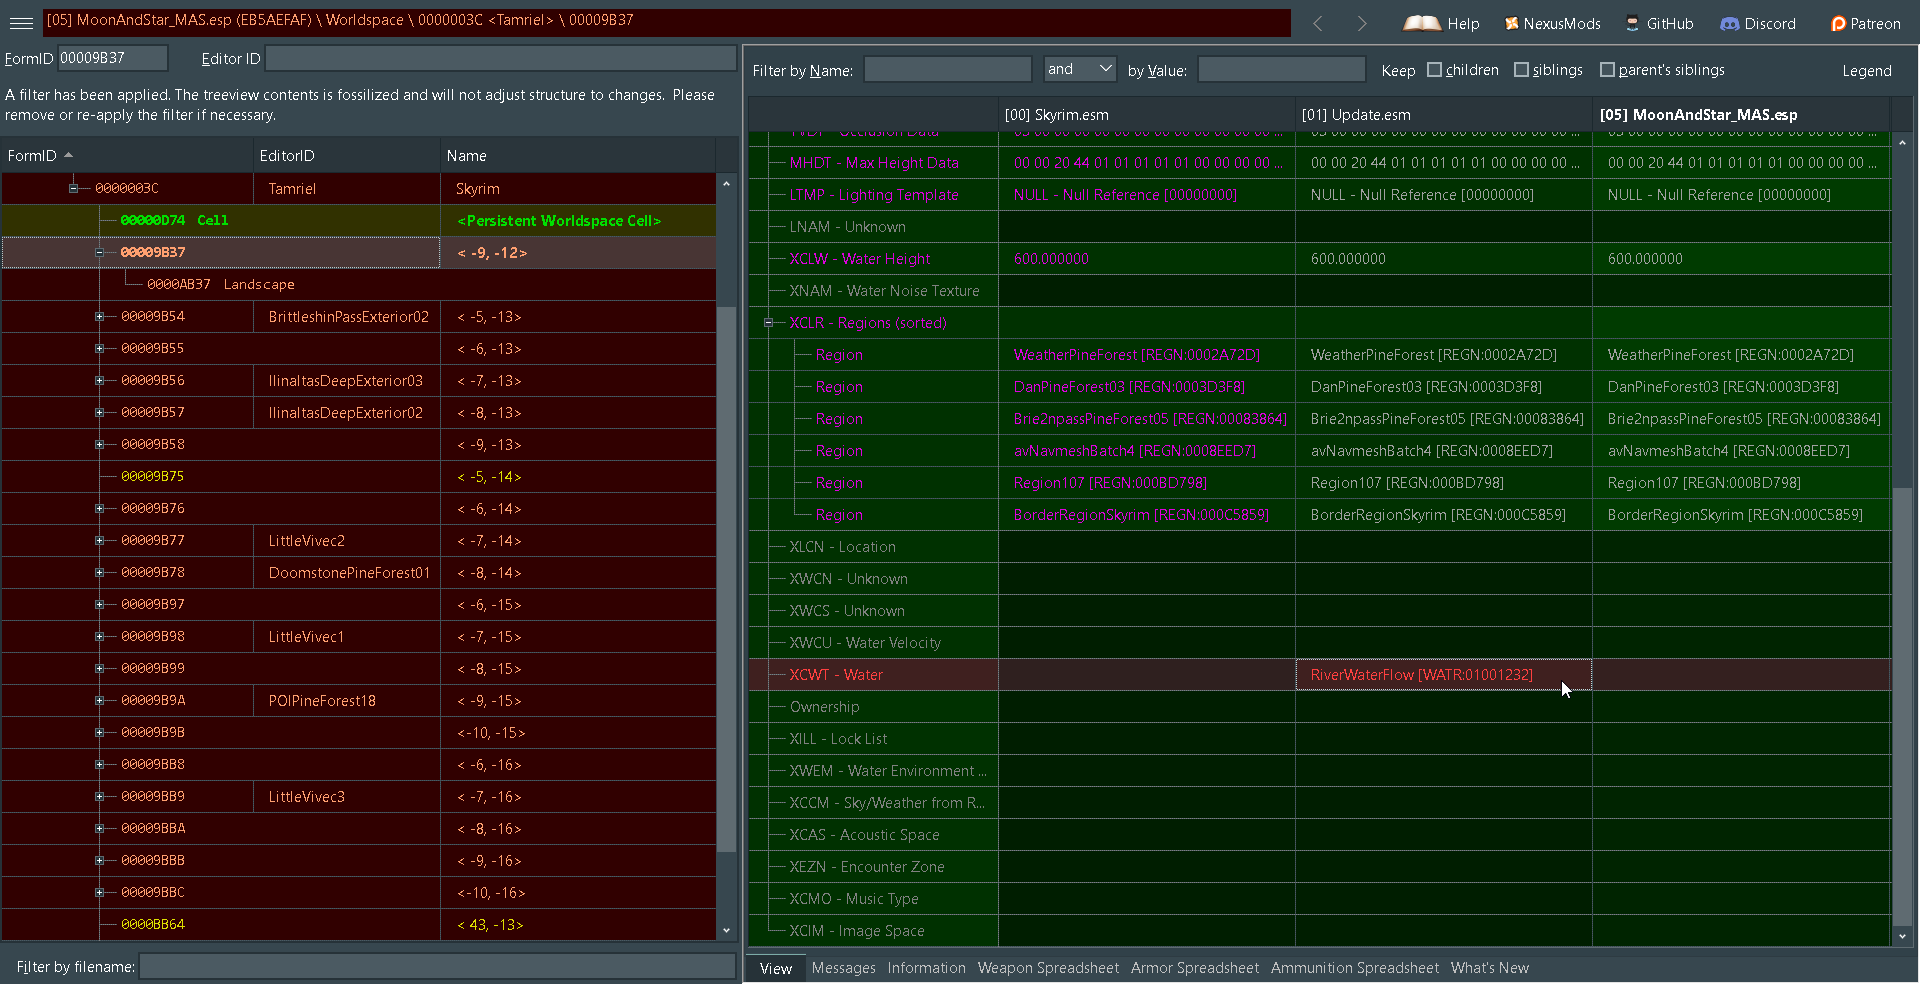 [05] MoonAndStar_MAS.esp (EB5AEFAF) \ Worldspace \ 0000003C <Tamriel> \ 00009B37
Help NexusMods GitHub Discord Patreon
FormID 00009B37 Editor ID
A filter has been applied. The treeview contents is fossilized and will not adjust structure to changes. Please
remove or re-apply the filter if necessary.
FormID EditorID Name
0000003C Tamriel Skyrim
00000D74 Cell <Persistent Worldspace Cell>
00009B37 < -9, -12>
0000AB37 Landscape
00009B54 BrittleshinPassExterior02 < -5, -13>
00009B55 < -6, -13>
00009B56 IlinaltasDeepExterior03 < -7, -13>
00009B57 IlinaltasDeepExterior02 < -8, -13>
00009B58 < -9, -13>
00009B75 < -5, -14>
00009B76 < -6, -14>
00009B77 LittleVivec2 < -7, -14>
00009B78 DoomstonePineForest01 < -8, -14>
00009B97 < -6, -15>
00009B98 LittleVivec1 < -7, -15>
00009B99 < -8, -15>
00009B9A POIPineForest18 < -9, -15>
00009B9B <-10, -15>
00009BB8 < -6, -16>
00009BB9 LittleVivec3 < -7, -16>
00009BBA < -8, -16>
00009BBB < -9, -16>
00009BBC <-10, -16>
0000BB64 < 43, -13>
Filter by filename:
Filter by Name: and by Value: Keep children siblings parent's siblings Legend
[00] Skyrim.esm [01] Update.esm [05] MoonAndStar_MAS.esp
MHDT - Max Height Data 00 00 20 44 01 01 01 01 01 00 00 00 00 ... 00 00 20 44 01 01 01 01 01 00 00 00 00 ... 00 00 20 44 01 01 01 01 01 00 00 00 00 ...
LTMP - Lighting Template NULL - Null Reference [00000000] NULL - Null Reference [00000000] NULL - Null Reference [00000000]
LNAM - Unknown
XCLW - Water Height 600.000000 600.000000 600.000000
XNAM - Water Noise Texture
XCLR - Regions (sorted)
Region WeatherPineForest [REGN:0002A72D] WeatherPineForest [REGN:0002A72D] WeatherPineForest [REGN:0002A72D]
Region DanPineForest03 [REGN:0003D3F8] DanPineForest03 [REGN:0003D3F8] DanPineForest03 [REGN:0003D3F8]
Region Brie2npassPineForest05 [REGN:00083864] Brie2npassPineForest05 [REGN:00083864] Brie2npassPineForest05 [REGN:00083864]
Region avNavmeshBatch4 [REGN:0008EED7] avNavmeshBatch4 [REGN:0008EED7] avNavmeshBatch4 [REGN:0008EED7]
Region Region107 [REGN:000BD798] Region107 [REGN:000BD798] Region107 [REGN:000BD798]
Region BorderRegionSkyrim [REGN:000C5859] BorderRegionSkyrim [REGN:000C5859] BorderRegionSkyrim [REGN:000C5859]
XLCN - Location
XWCN - Unknown
XWCS - Unknown
XWCU - Water Velocity
XCWT - Water RiverWaterFlow [WATR:01001232]
Ownership
XILL - Lock List
XWEM - Water Environment ...
XCCM - Sky/Weather from R...
XCAS - Acoustic Space
XEZN - Encounter Zone
XCMO - Music Type
XCIM - Image Space
View Messages Information Weapon Spreadsheet Armor Spreadsheet Ammunition Spreadsheet What's New